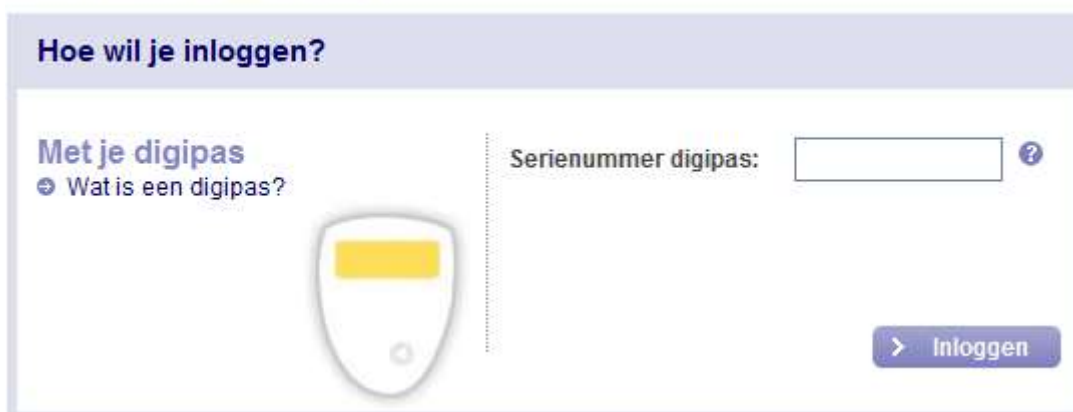 Hoe wil je inloggen?
Met je digipas
Wat is een digipas?
Serienummer digipas:
?
Inloggen